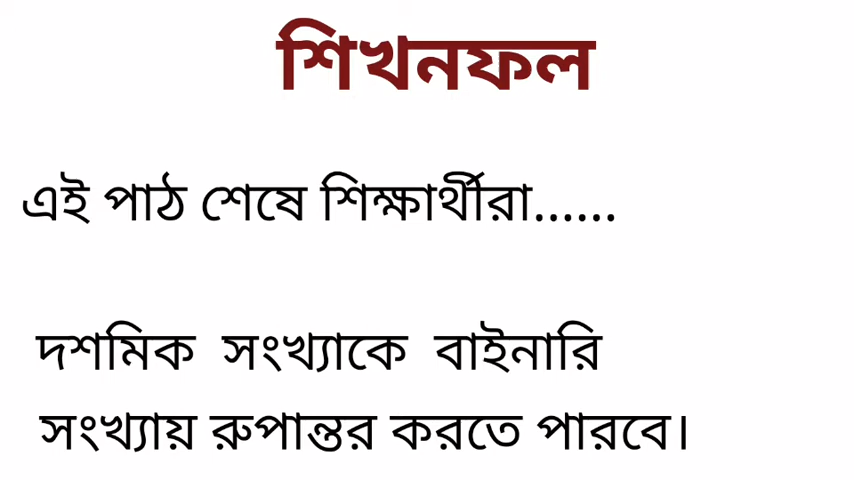 শিখনফল
এই পাঠ শেষে শিক্ষার্থীরা......
দশমিক সংখ্যাকে বাইনারি
সংখ্যায় রুপান্তর করতে পারবে।